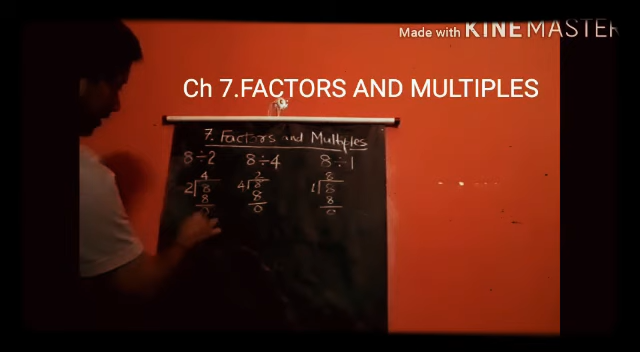 Made with KINEMASTER
Ch 7.FACTORS AND MULTIPLES
7. Factors and Multiples
8÷2 8÷4 8÷1
4 2 8
2 8 4 8 1 8
8 8 8
0 0 0